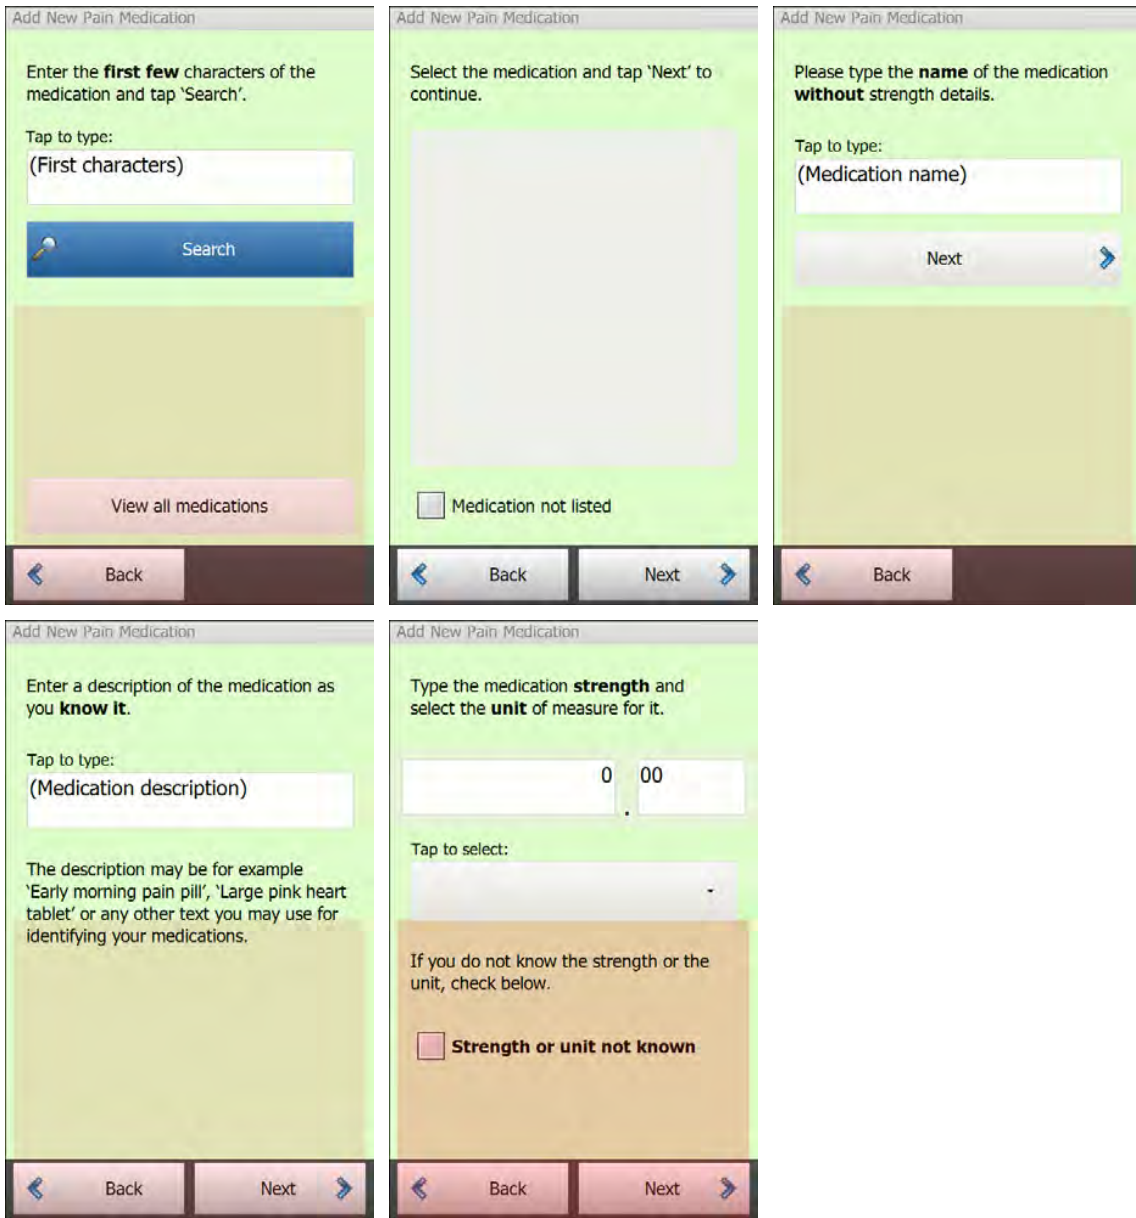 Add New Pain Medication
Enter the first few characters of the
medication and tap ‘Search’.
Tap to type:
(First characters)
Search
View all medications
Back
Add New Pain Medication
Select the medication and tap ‘Next’ to
continue.
Medication not listed
Back
Next
Add New Pain Medication
Please type the name of the medication
without strength details.
Tap to type:
(Medication name)
Next
Back
Add New Pain Medication
Enter a description of the medication as
you know it.
Tap to type:
(Medication description)
The description may be for example
‘Early morning pain pill’, ‘Large pink heart
tablet’ or any other text you may use for
identifying your medications.
Back
Next
Add New Pain Medication
Type the medication strength and
select the unit of measure for it.
0 . 00
Tap to select:
If you do not know the strength or the
unit, check below.
Strength or unit not known
Back
Next